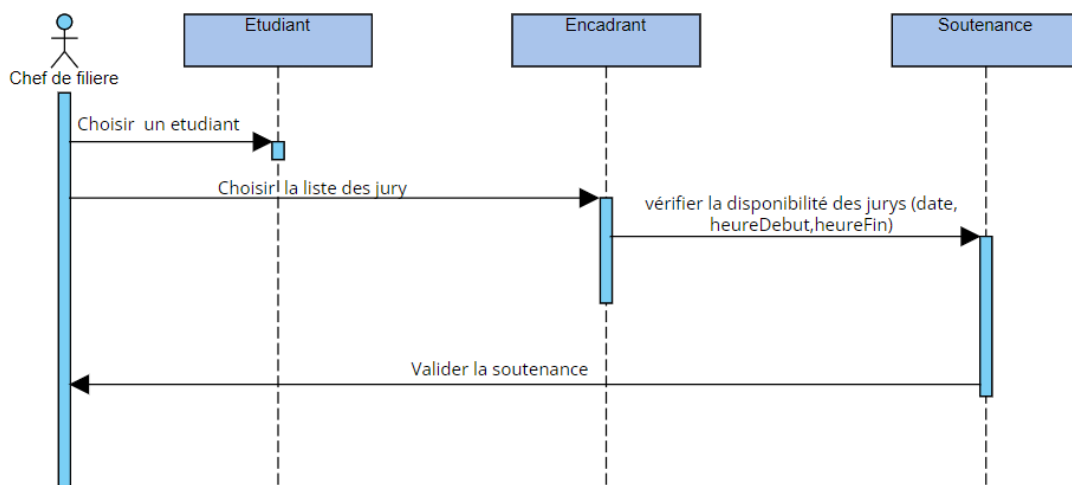 Etudiant
Encadrant
Soutenance
Chef de filiere
Choisir un etudiant
Choisir la liste des jury
vérifier la disponibilité des jurys (date,
heureDebut,heureFin)
Valider la soutenance